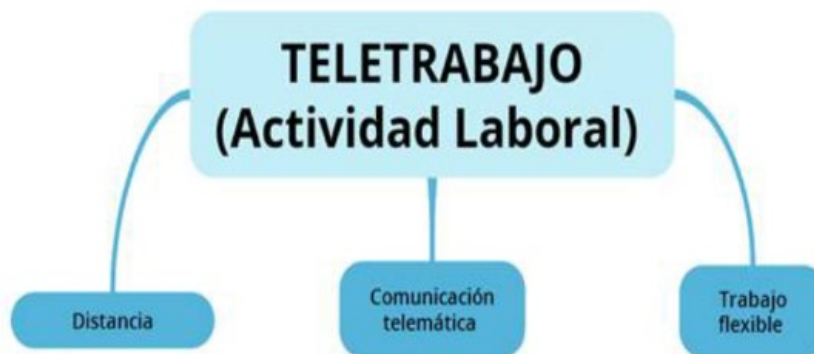 TELETRABAJO
(Actividad Laboral)
Distancia
Comunicación
telemática
Trabajo
flexible